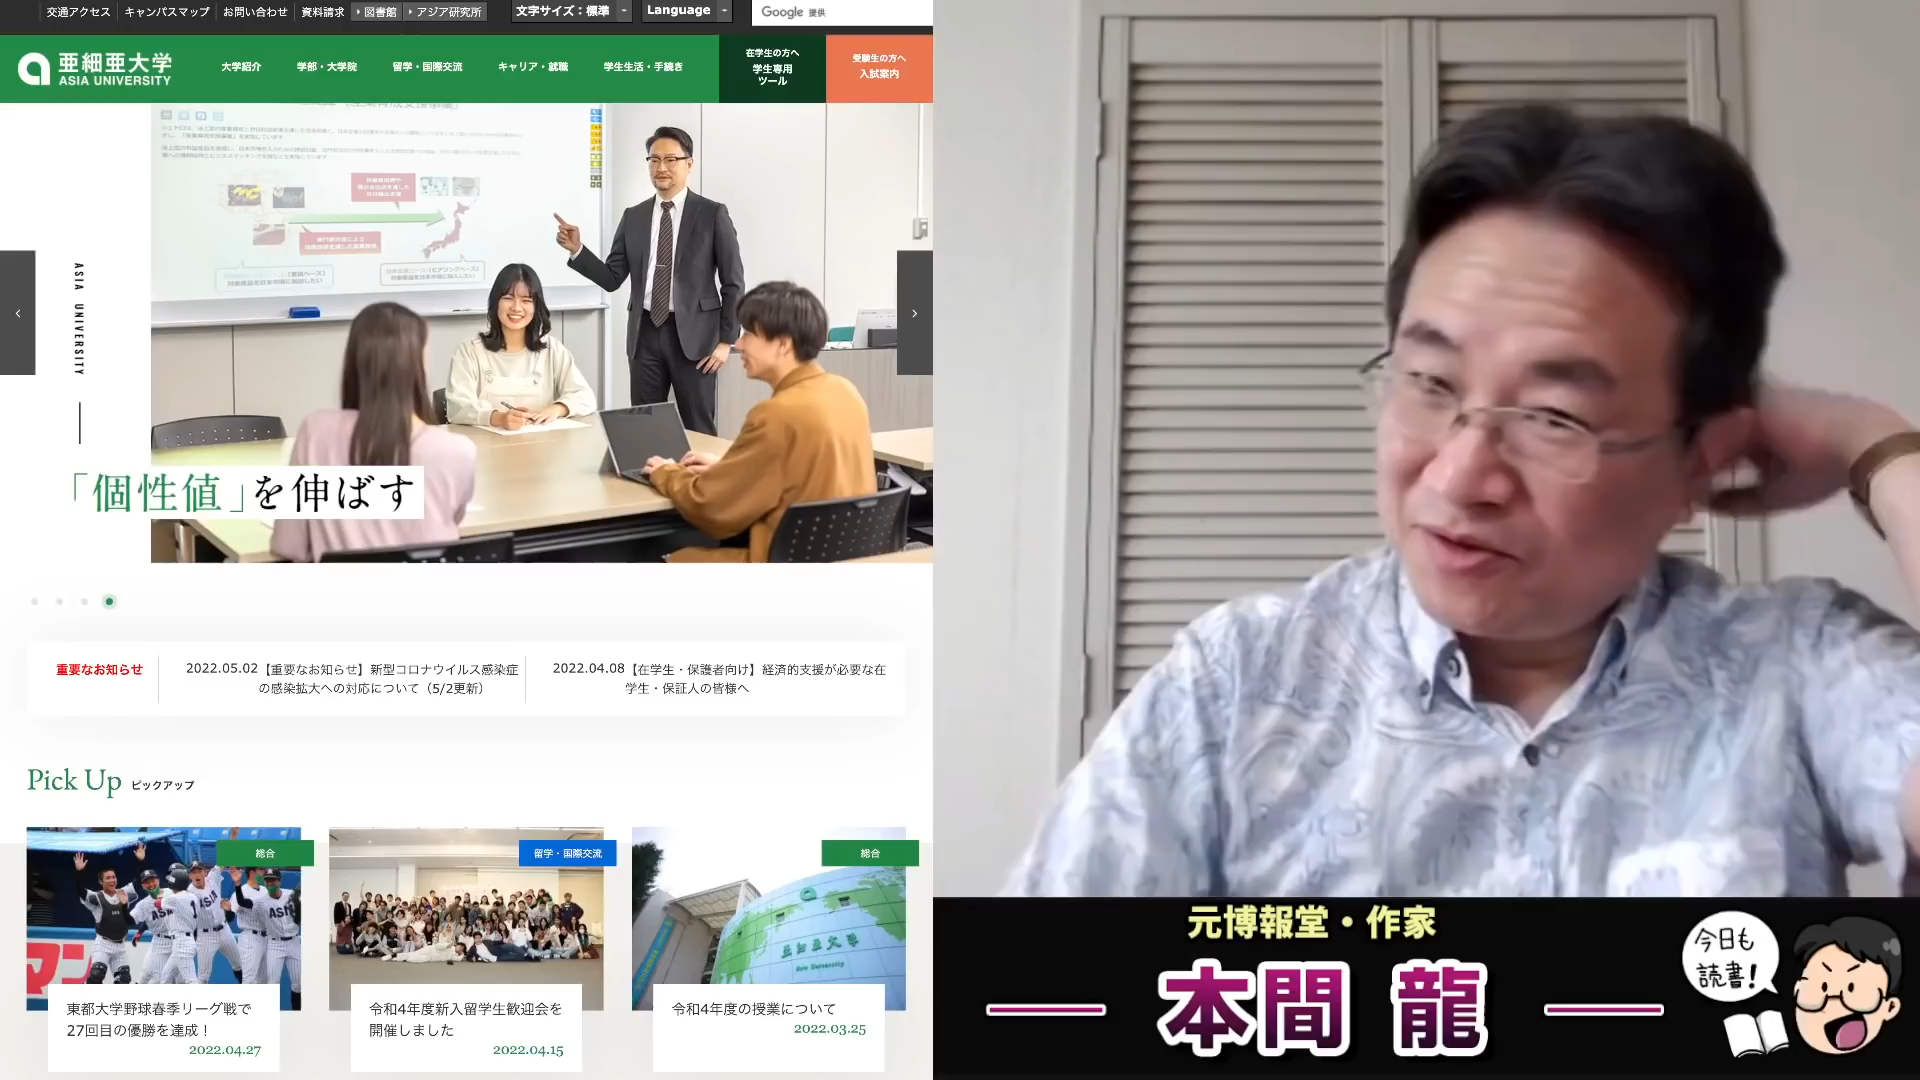 交通アクセス
キャンパスマップ
お問い合わせ
資料請求
図書館
アジア研究所
文字サイズ：標準
Language
Google 提供
亜細亜大学
ASIA UNIVERSITY
大学紹介
学部・大学院
留学・国際交流
キャリア・就職
学生生活・手続き
在学生の方へ
学生専用
ツール
受験生の方へ
入試案内
ASIA UNIVERSITY
「個性値」を伸ばす
重要なお知らせ
2022.05.02【重要なお知らせ】新型コロナウイルス感染症
の感染拡大への対応について（5/2更新）
2022.04.08【在学生・保護者向け】経済的支援が必要な在
学生・保証人の皆様へ
Pick Up ピックアップ
総合
東都大学野球春季リーグ戦で
27回目の優勝を達成！
2022.04.27
留学・国際交流
令和4年度新入留学生歓迎会を
開催しました
2022.04.15
総合
亜細亜大学
Asia University
令和4年度の授業について
2022.03.25
元博報堂・作家
本間 龍
今日も
読書！